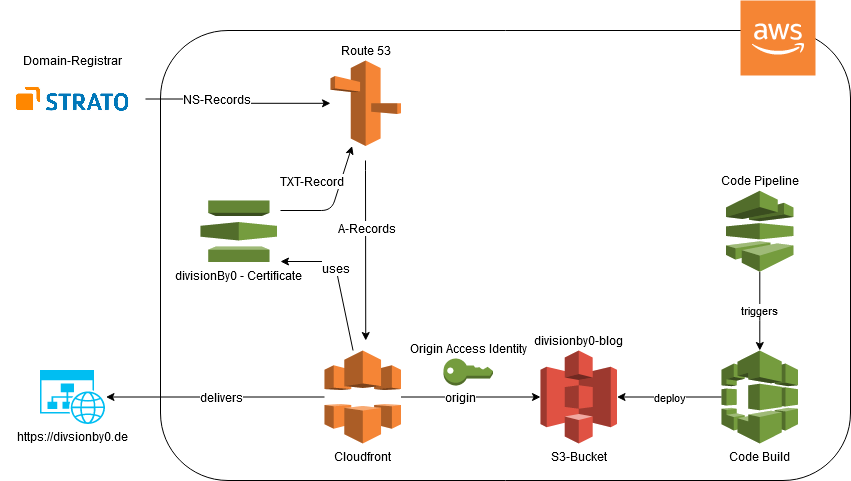 aws
Route 53
Domain-Registrar
STRATO
NS-Records
TXT-Record
Code Pipeline
A-Records
uses
divisionBy0 - Certificate
triggers
Origin Access Identity
divisionby0-blog
delivers
origin
deploy
https://divsionby0.de
Cloudfront
S3-Bucket
Code Build